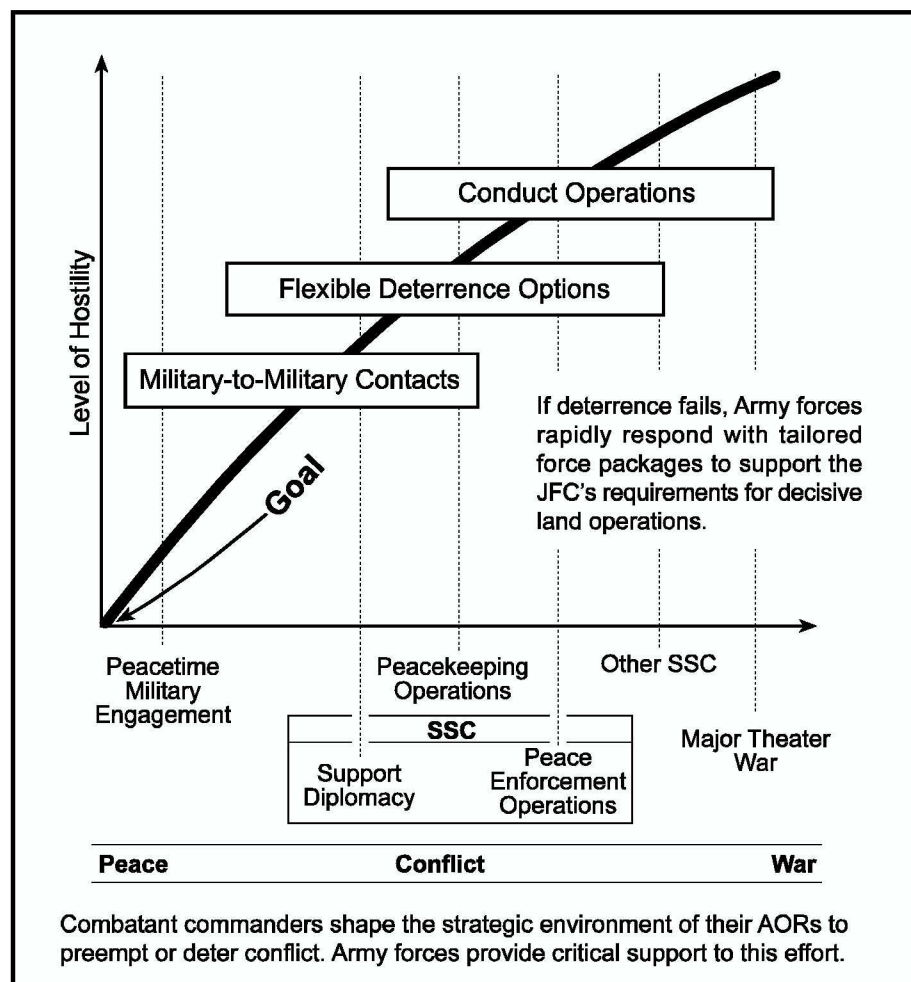 Level of Hostility
Conduct Operations
Flexible Deterrence Options
Military-to-Military Contacts
Goal
If deterrence fails, Army forces
rapidly respond with tailored
force packages to support the
JFC's requirements for decisive
land operations.
Peacetime
Military
Engagement
Peacekeeping
Operations
Other SSC
SSC
Support
Diplomacy
Peace
Enforcement
Operations
Major Theater
War
Peace Conflict War
Combatant commanders shape the strategic environment of their AORs to
preempt or deter conflict. Army forces provide critical support to this effort.